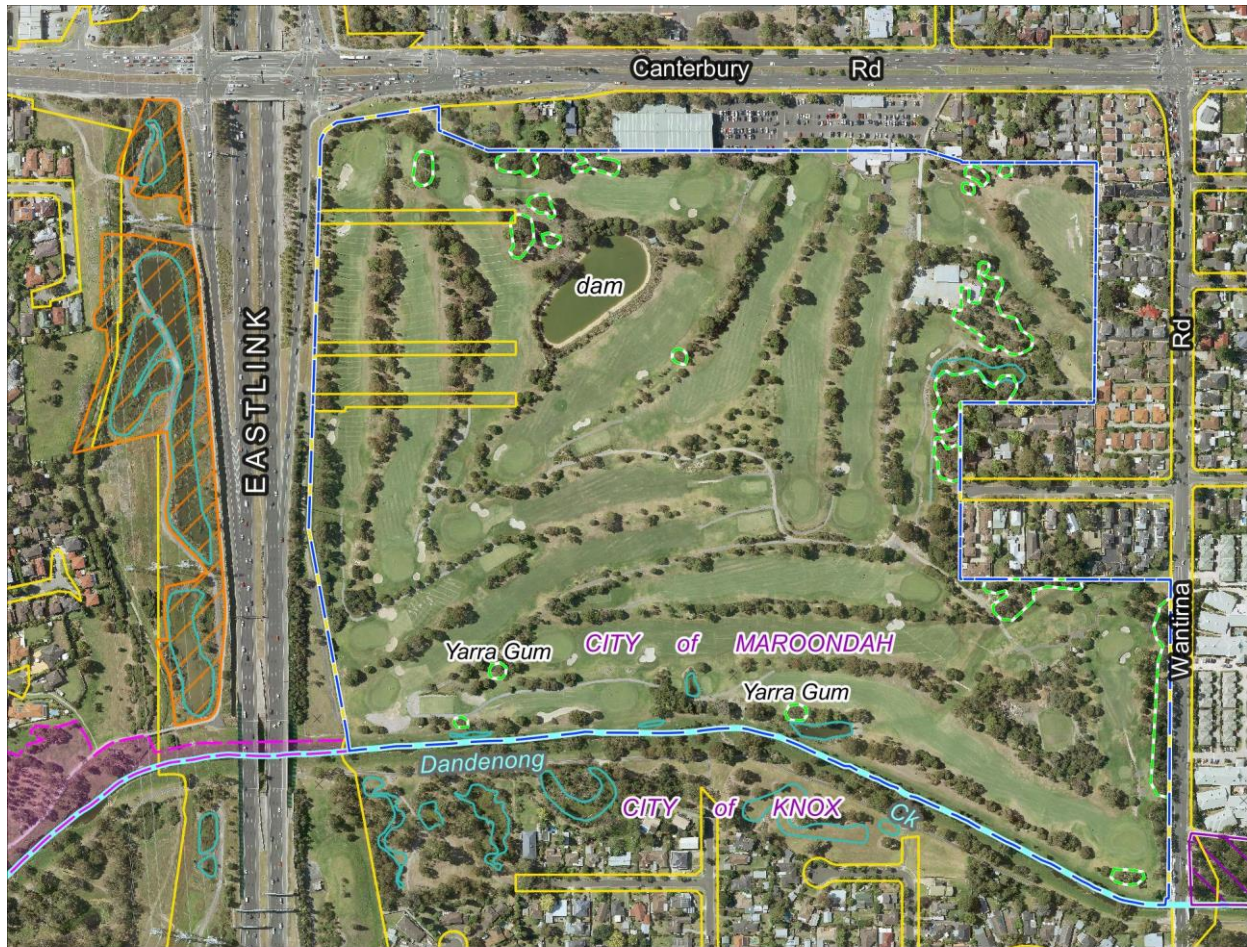 Canterbury Rd
dam
EASTLINK
Rd
Wantirna
Yarra Gum
CITY of MAROONDAH
Yarra Gum
Dandenong
CITY of KNOX
Ck